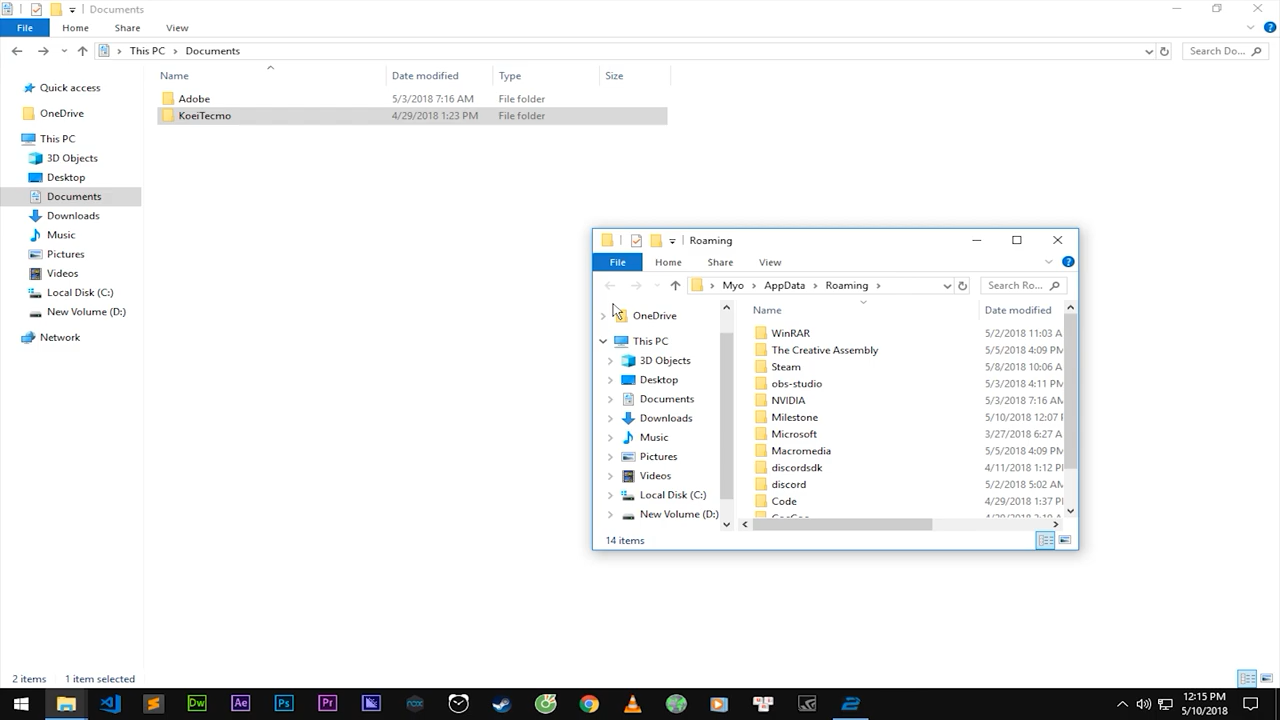 Documents
File Home Share View
This PC Documents Search Do...
Name Date modified Type Size
Quick access
OneDrive
This PC
3D Objects
Desktop
Documents
Downloads
Music
Pictures
Videos
Local Disk (C:)
New Volume (D:)
Network
Adobe 5/3/2018 7:16 AM File folder
KoeiTecmo 4/29/2018 1:23 PM File folder
Roaming
File Home Share View
Myo AppData Roaming Search Ro...
Name Date modified
OneDrive
This PC
3D Objects
Desktop
Documents
Downloads
Music
Pictures
Videos
Local Disk (C:)
New Volume (D:)
WinRAR 5/2/2018 11:03 A
The Creative Assembly 5/5/2018 4:09 PM
Steam 5/8/2018 10:06 A
obs-studio 5/3/2018 4:11 PM
NVIDIA 5/3/2018 7:16 AM
Milestone 5/10/2018 12:07 P
Microsoft 3/27/2018 6:27 A
Macromedia 5/5/2018 4:09 PM
discordsdk 4/11/2018 1:12 P
discord 5/2/2018 5:02 AM
Code 4/29/2018 1:37 P
14 items
2 items 1 item selected
Dw Ae Ps Pr
12:15 PM
5/10/2018